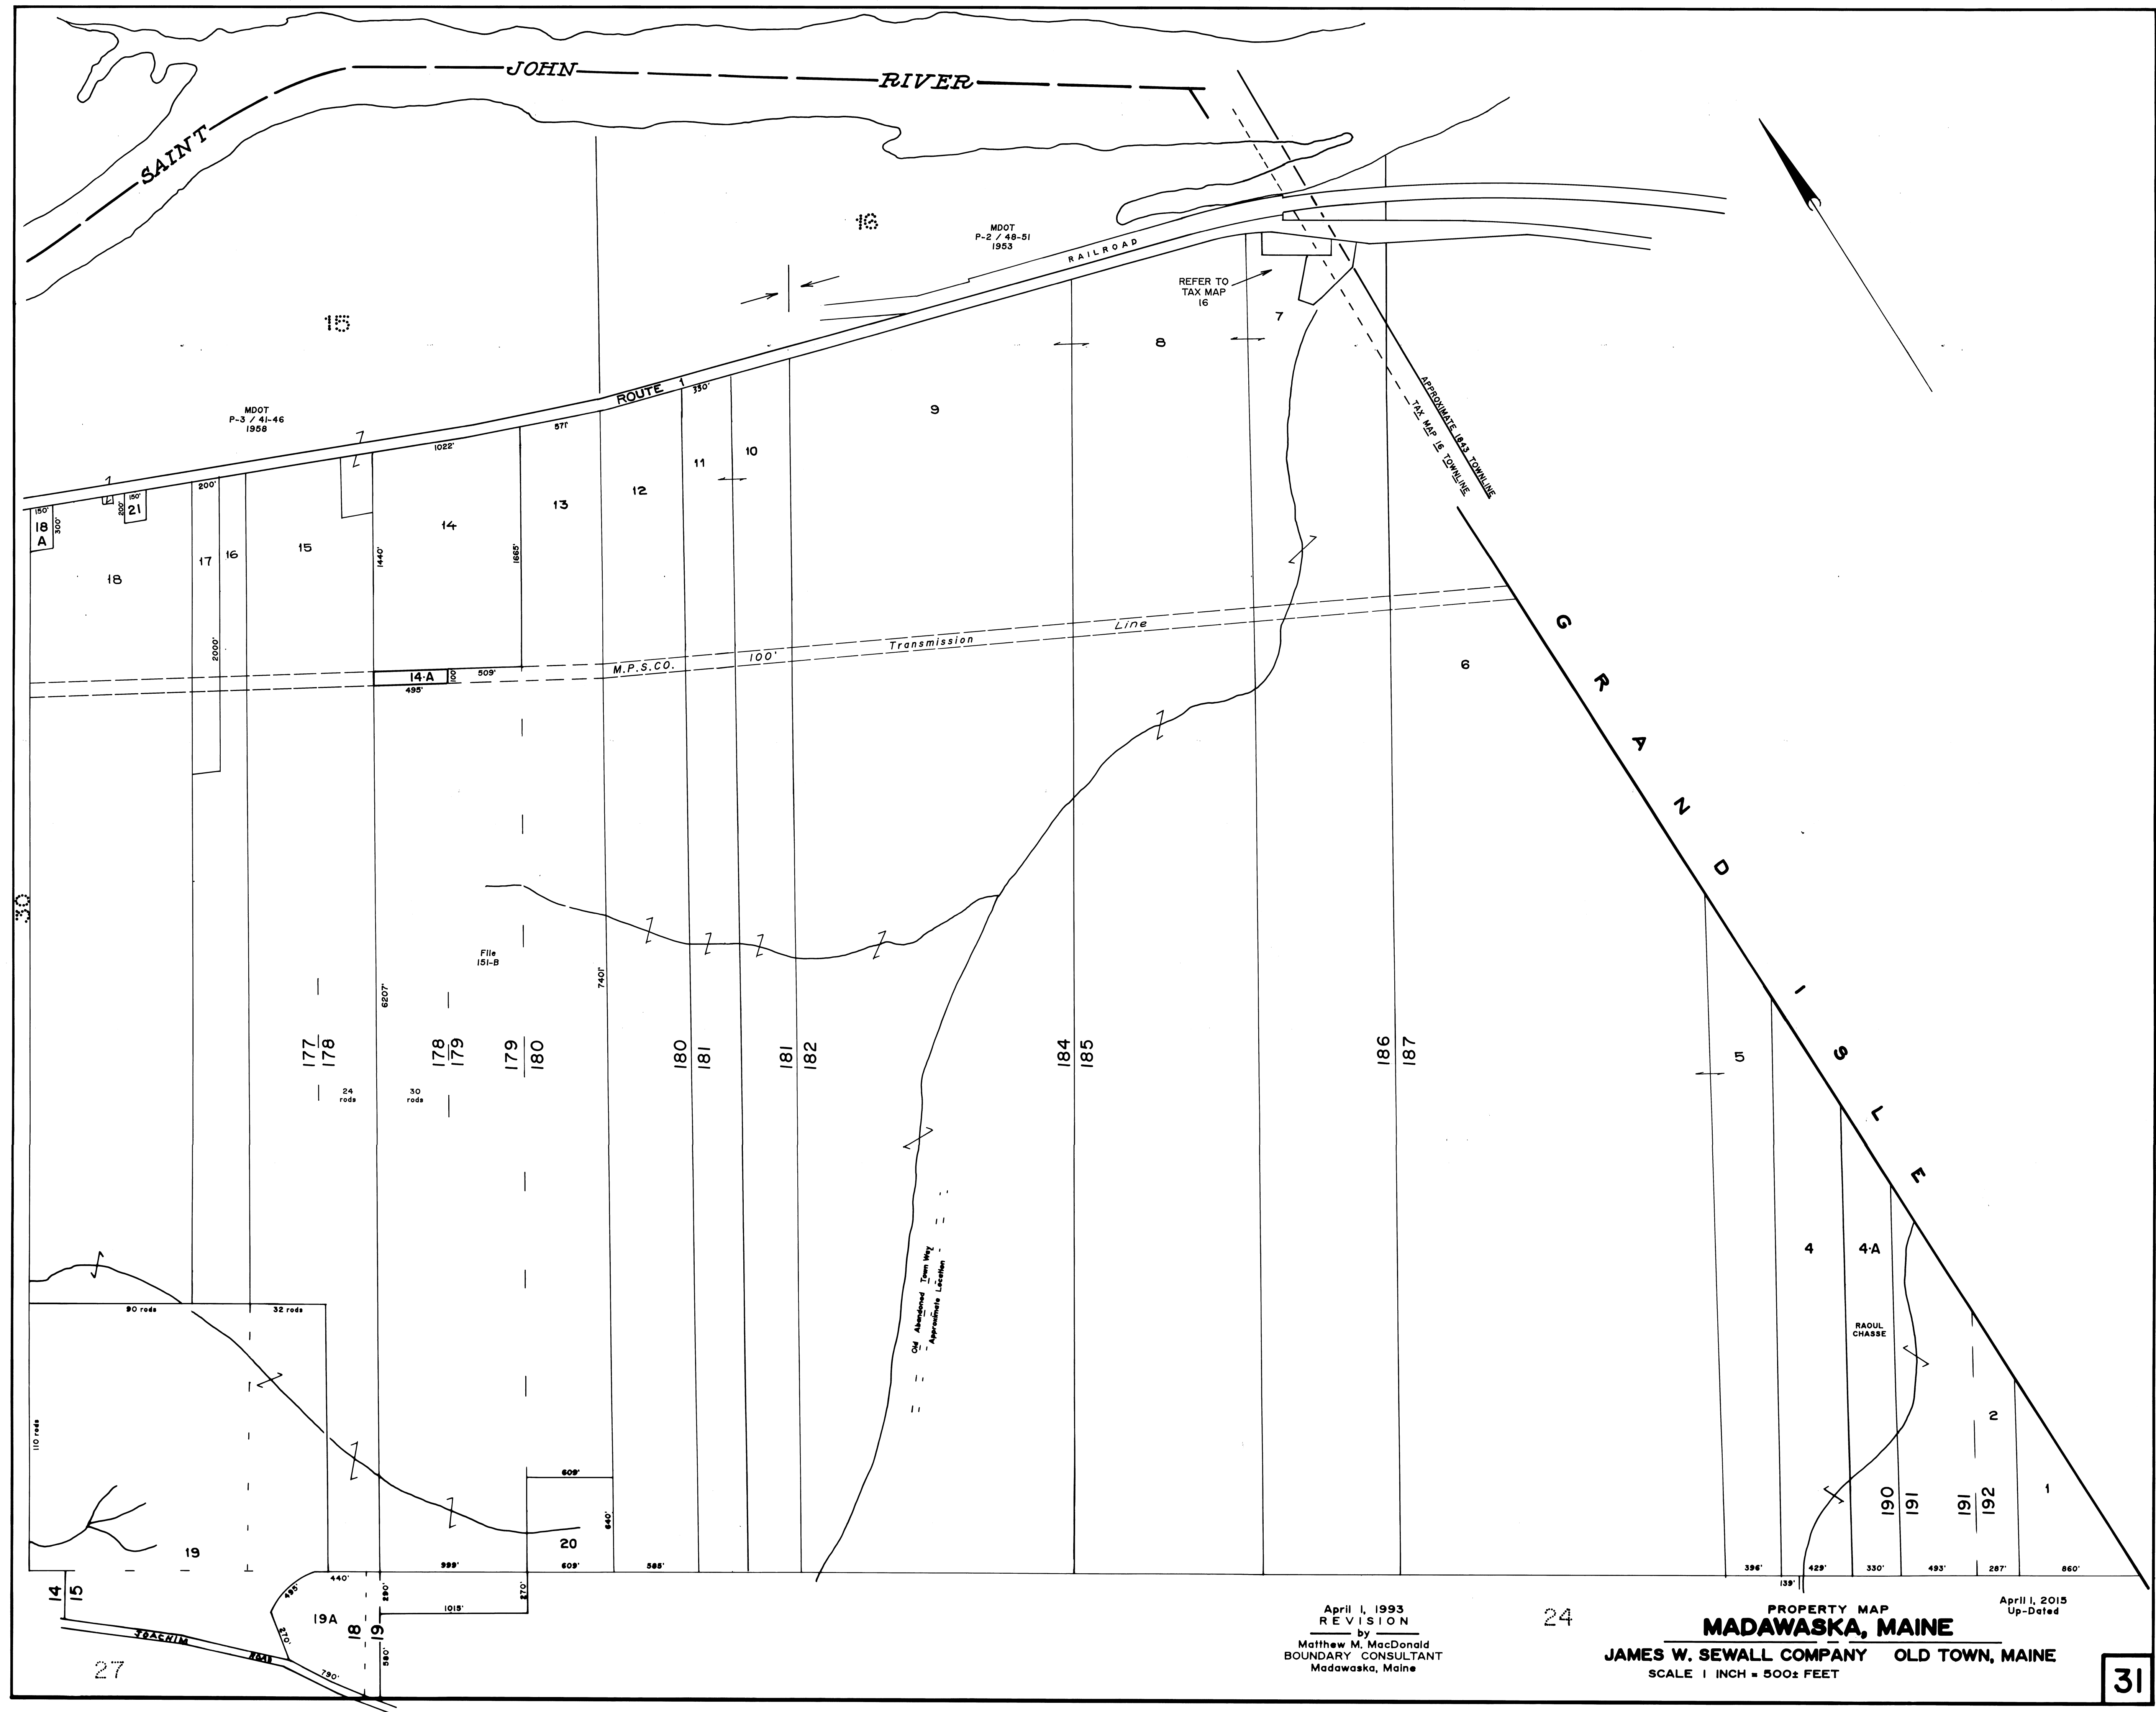 SAINT JOHN RIVER
16
MDOT
P-2 / 48-51
1953
RAILROAD
REFER TO
TAX MAP
16
15
7
8
ROUTE 1
330'
9
APPROXIMATE 1843 TOWNLINE
TAX MAP 16 TOWNLINE
MDOT
P-3 / 41-46
1958
571'
1022'
10
11
12
13
14
15
16
17
18
200'
150'
18
A
300'
200'
150'
21
1440'
1665'
2000'
M.P.S.CO. 100' Transmission Line
14-A
100'
509'
495'
6
GRAND ISLE
30
File
151-B
6207'
7401'
177
178
178
179
179
180
180
181
181
182
184
185
186
187
24
rods
30
rods
5
4
4-A
RAOUL
CHASSE
Old Abandoned Town Way
Approximate Location
90 rods
32 rods
110 rods
2
1
190
191
191
192
609'
640'
20
19
999'
609'
585'
396'
429'
330'
493'
287'
860'
139'
14
15
440'
495'
290'
270'
1015'
19A
18
19
270'
580'
790'
JOACHIM ROAD
27
24
April 1, 1993
REVISION
by
Matthew M. MacDonald
BOUNDARY CONSULTANT
Madawaska, Maine
April 1, 2015
Up-Dated
PROPERTY MAP
MADAWASKA, MAINE
JAMES W. SEWALL COMPANY OLD TOWN, MAINE
SCALE 1 INCH = 500± FEET
31